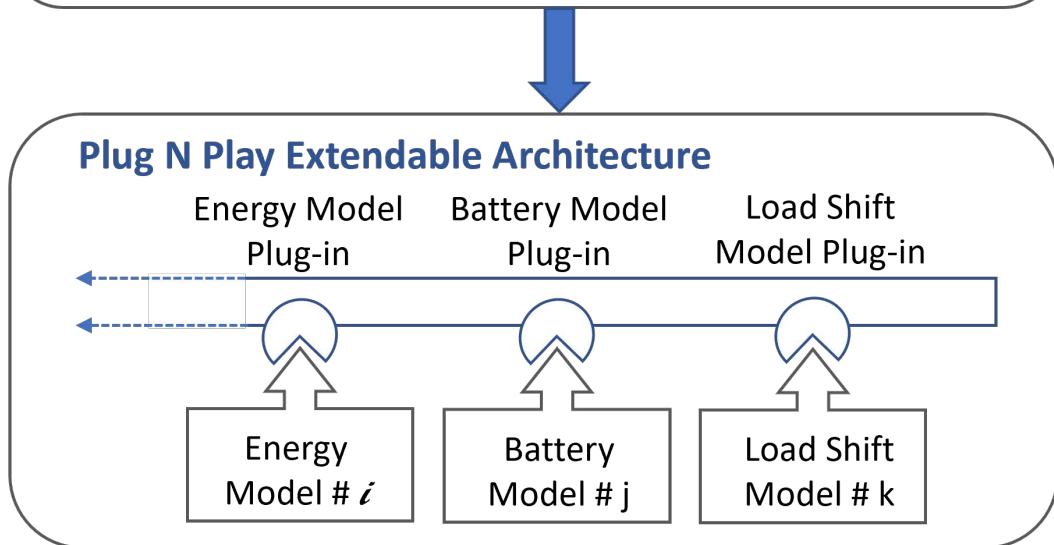 Plug N Play Extendable Architecture
Energy Model
Plug-in
Battery Model
Plug-in
Load Shift
Model Plug-in
Energy
Model # i
Battery
Model # j
Load Shift
Model # k